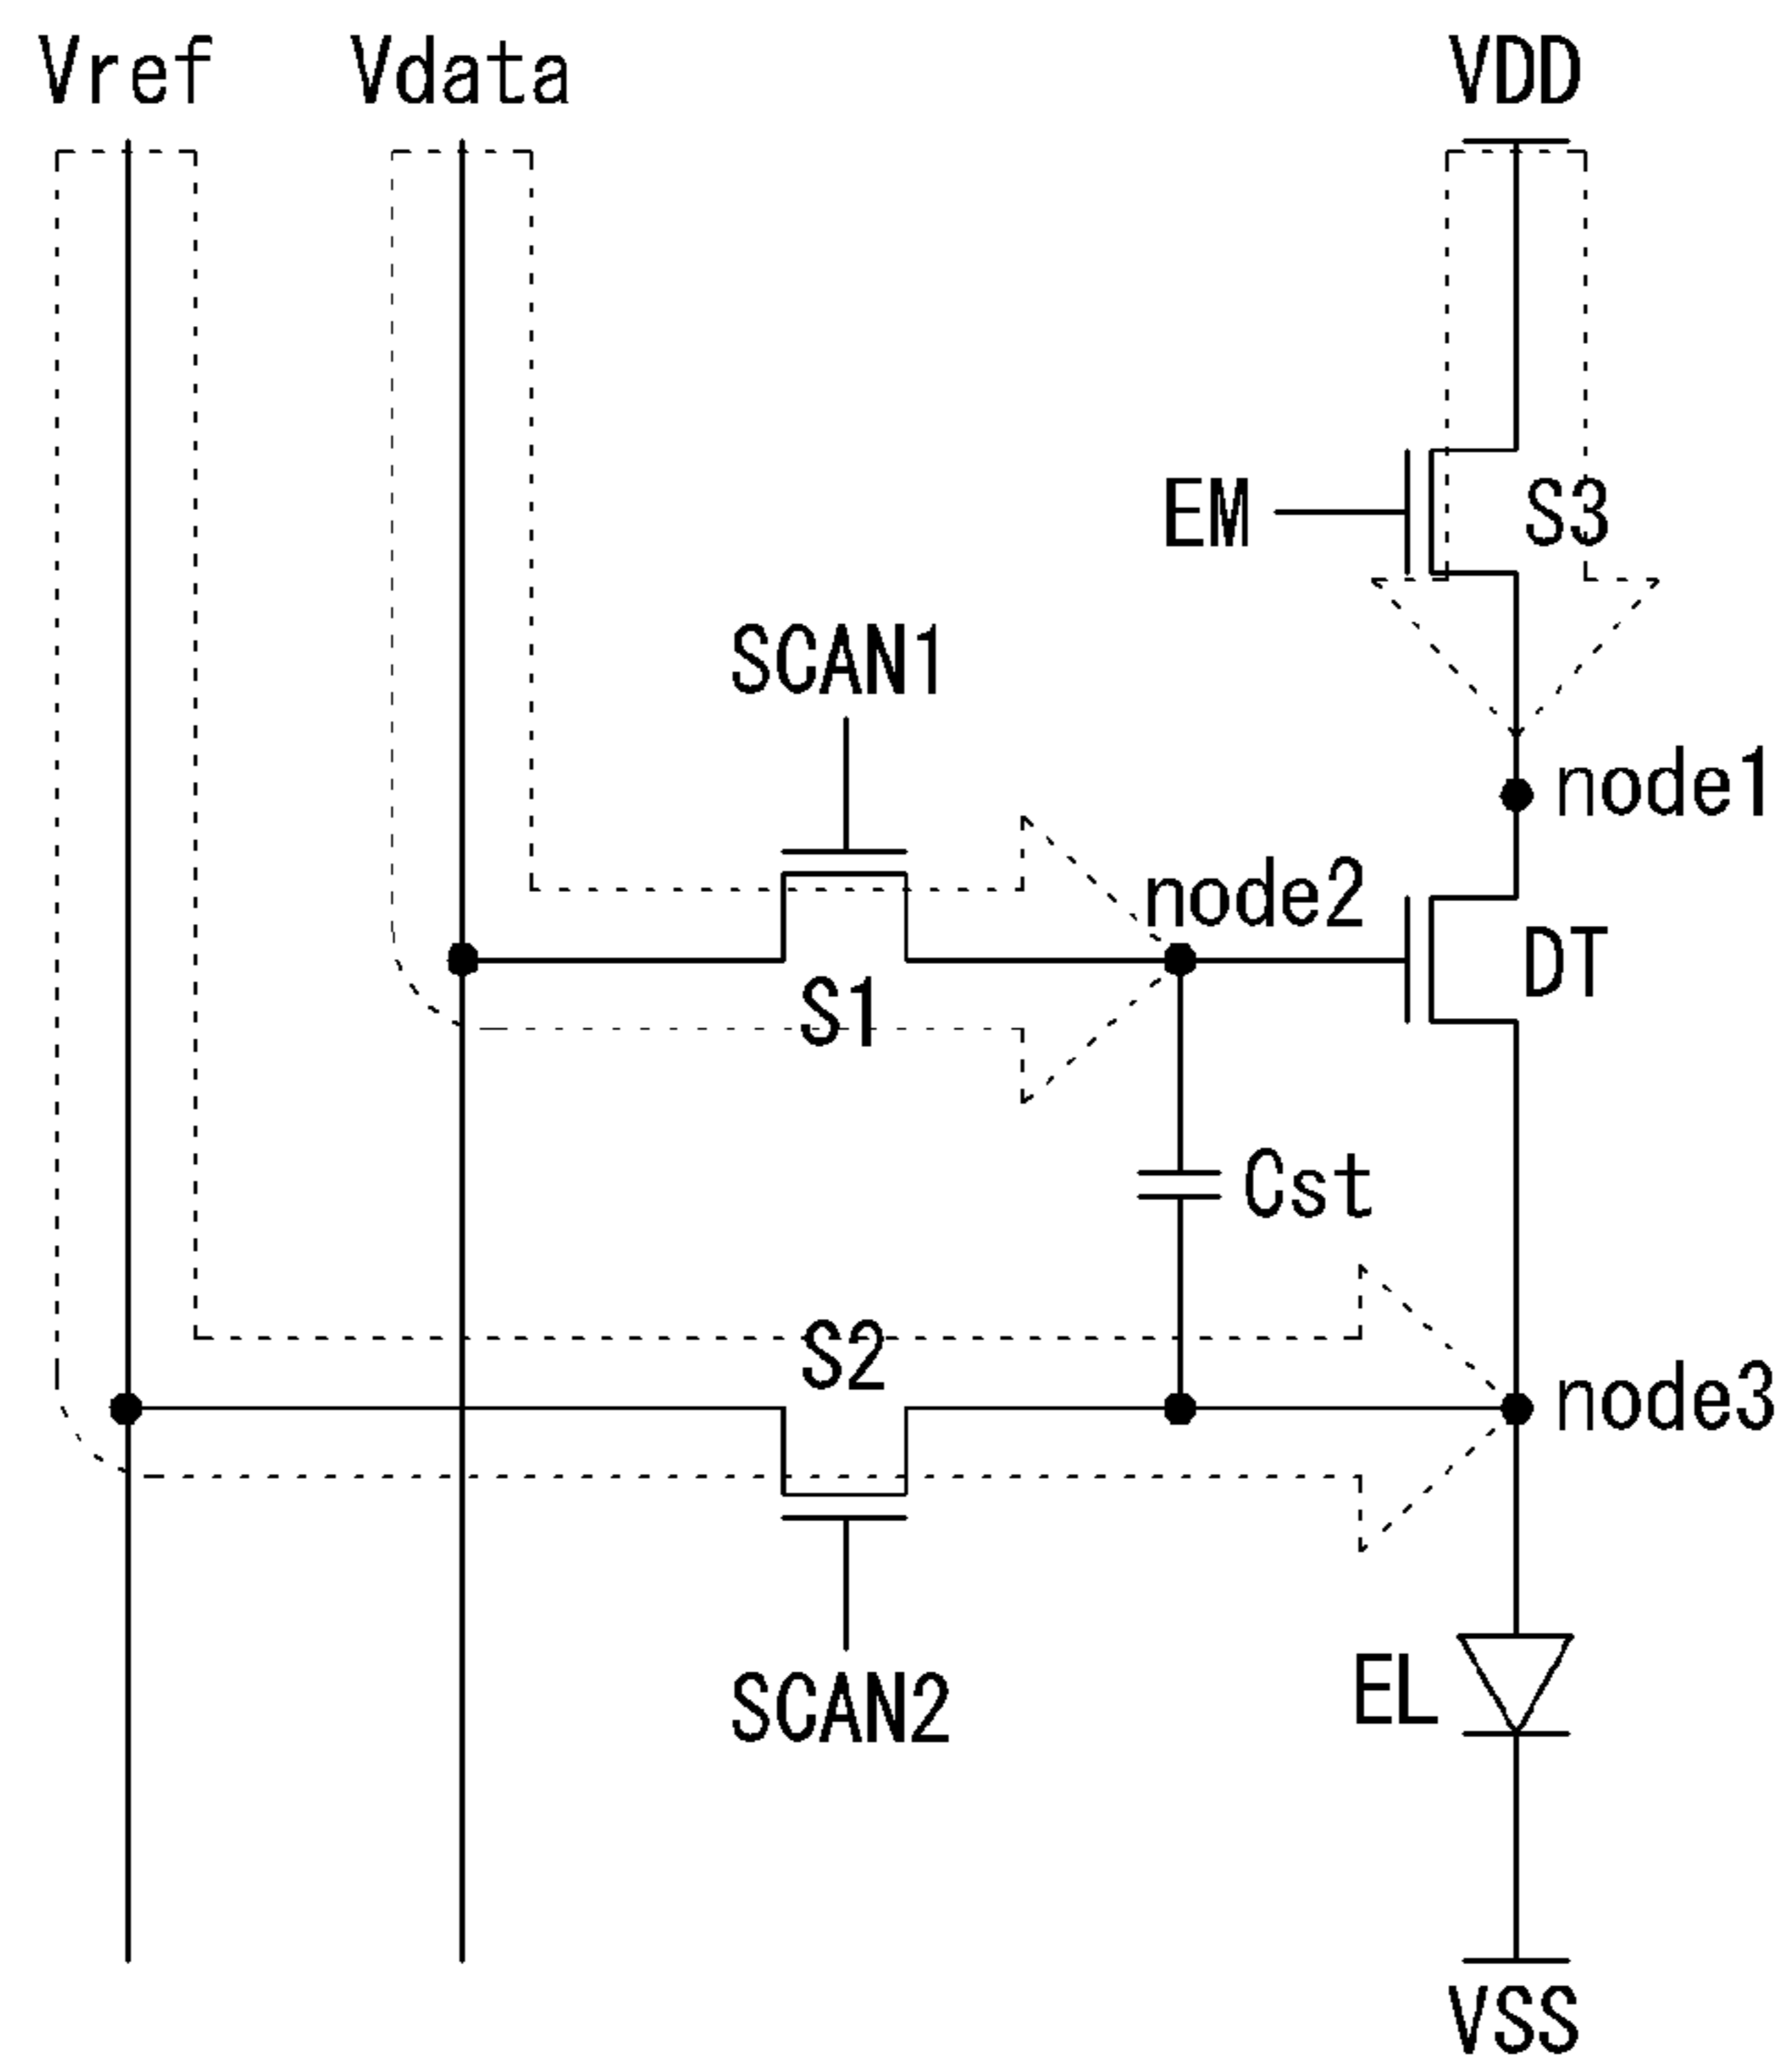 Vref Vdata VDD
EM S3
SCAN1
node1
node2
DT
S1
Cst
S2
node3
EL
SCAN2
VSS